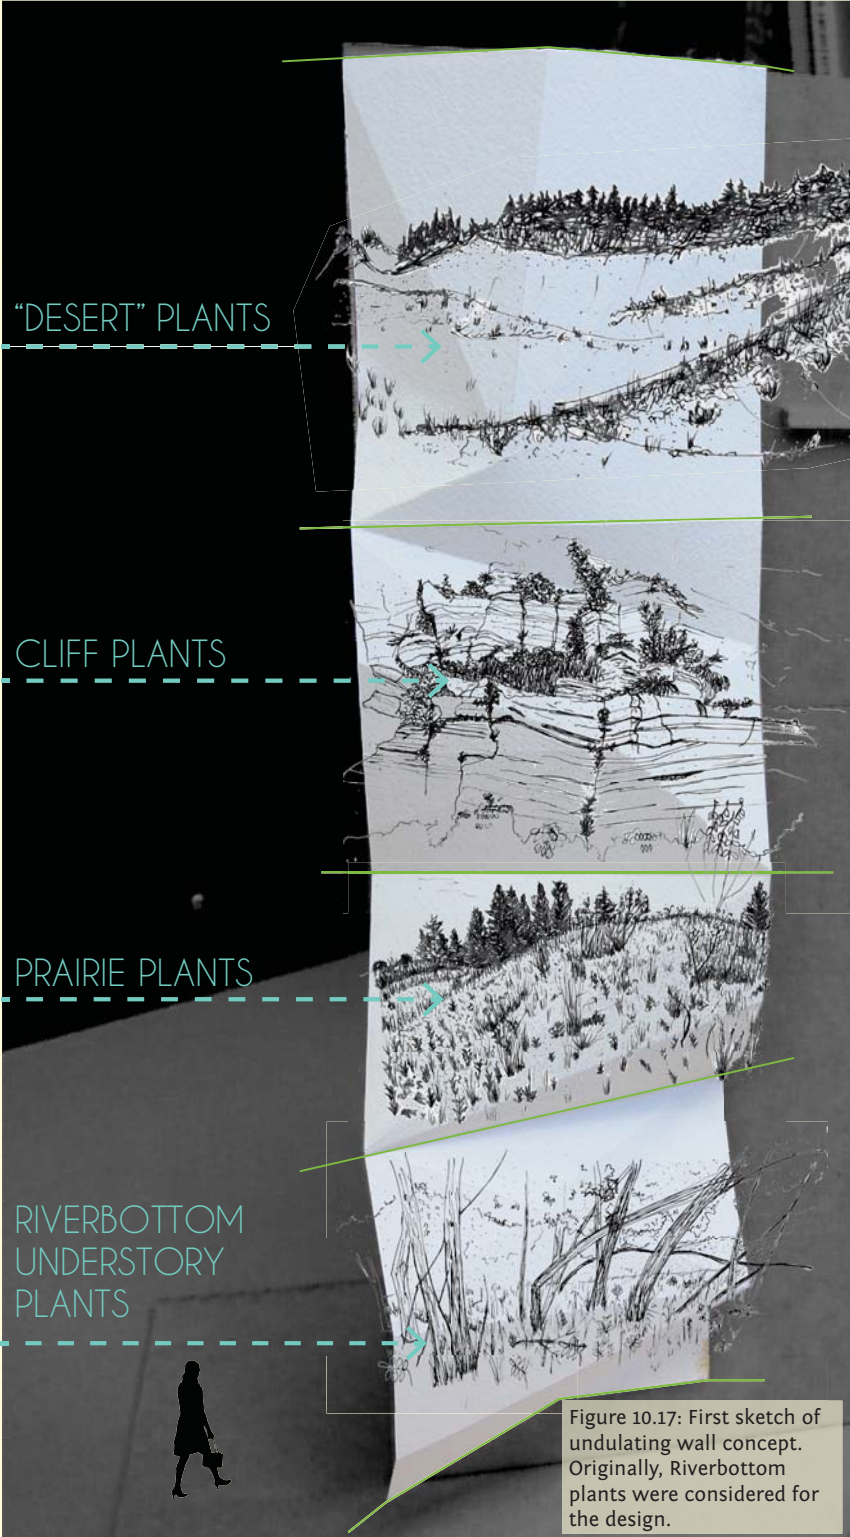 “DESERT” PLANTS
CLIFF PLANTS
PRAIRIE PLANTS
RIVERBOTTOM
UNDERSTORY
PLANTS
Figure 10.17: First sketch of
undulating wall concept.
Originally, Riverbottom
plants were considered for
the design.